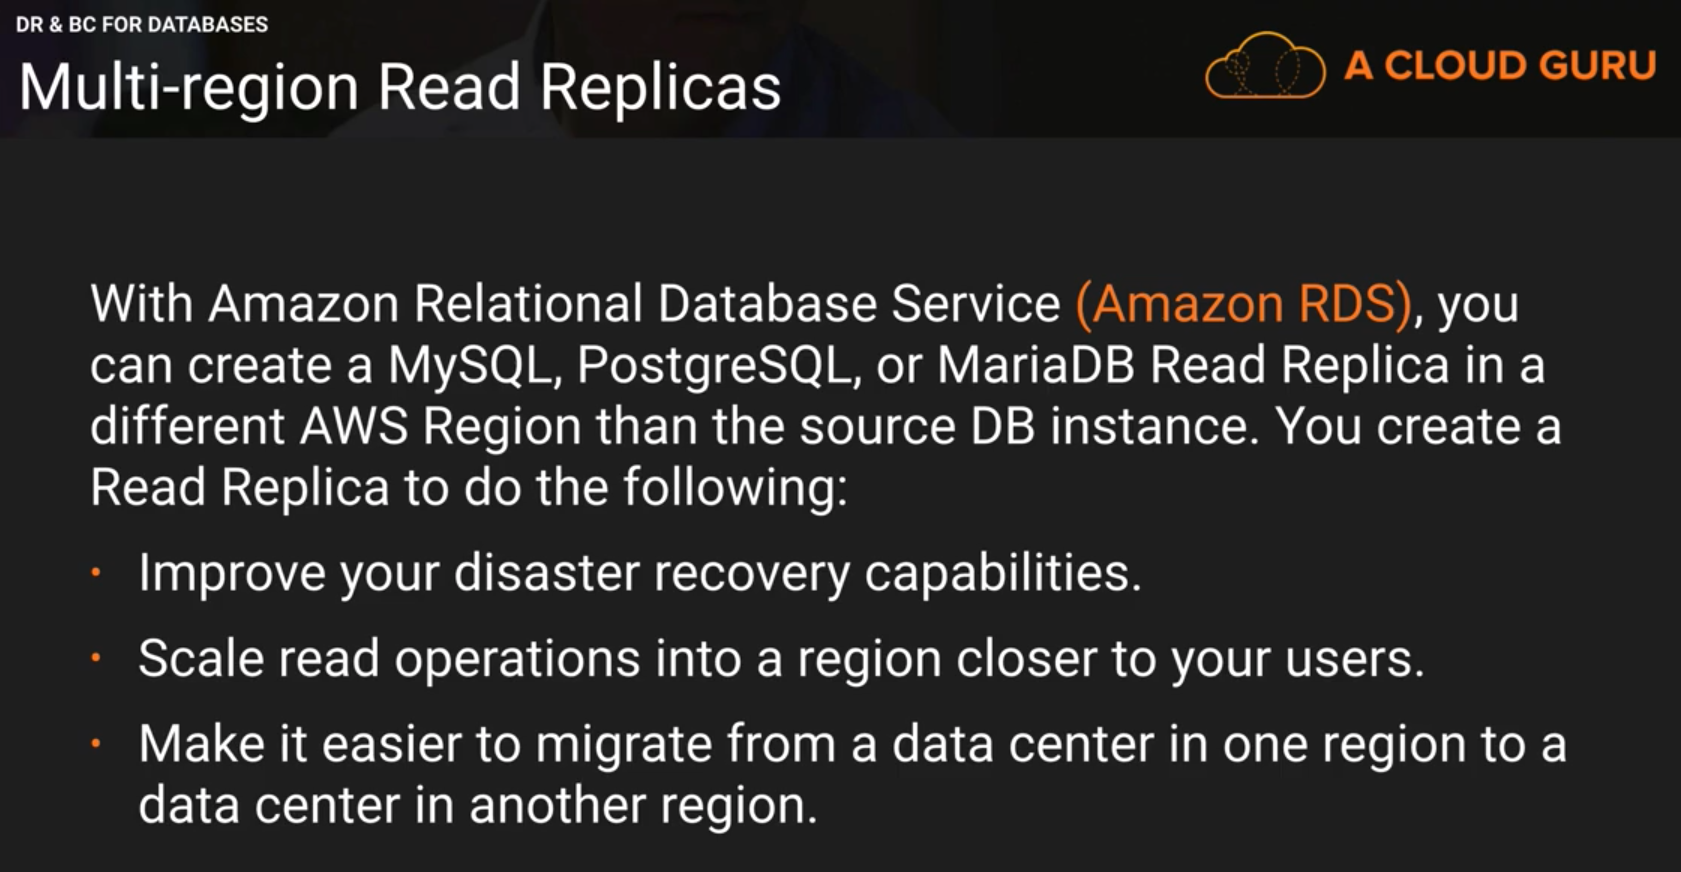 DR & BC FOR DATABASES
Multi-region Read Replicas
A CLOUD GURU
With Amazon Relational Database Service (Amazon RDS), you
can create a MySQL, PostgreSQL, or MariaDB Read Replica in a
different AWS Region than the source DB instance. You create a
Read Replica to do the following:
• Improve your disaster recovery capabilities.
• Scale read operations into a region closer to your users.
• Make it easier to migrate from a data center in one region to a
data center in another region.